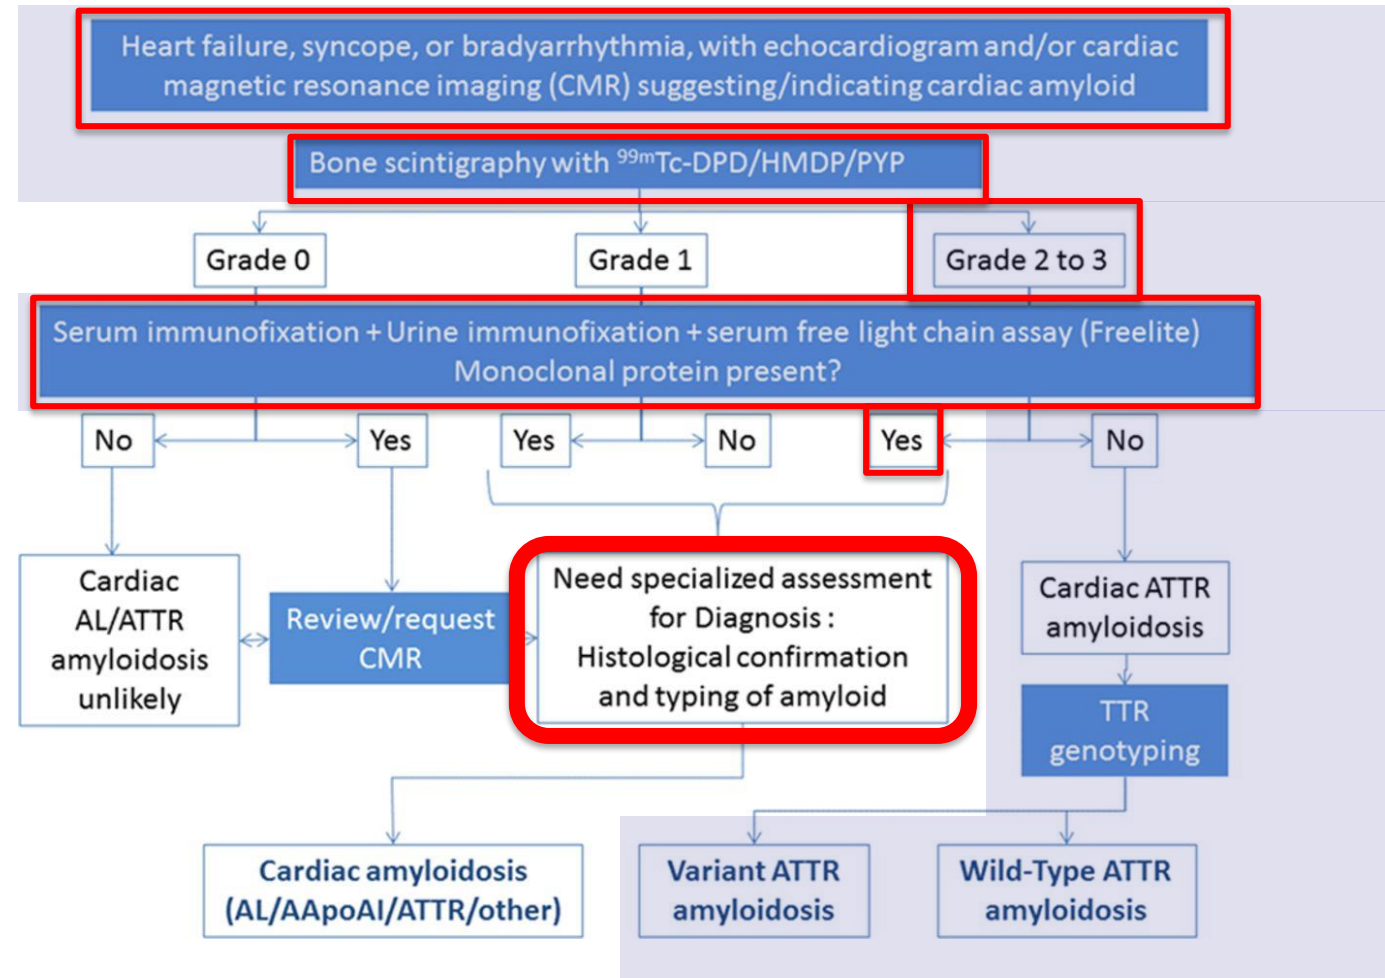 Heart failure, syncope, or bradyarrhythmia, with echocardiogram and/or cardiac
magnetic resonance imaging (CMR) suggesting/indicating cardiac amyloid
Bone scintigraphy with ⁹⁹ᵐTc-DPD/HMDP/PYP
Grade 0
Grade 1
Grade 2 to 3
Serum immunofixation + Urine immunofixation + serum free light chain assay (Freelite)
Monoclonal protein present?
No
Yes
Yes
No
Yes
No
Cardiac
AL/ATTR
amyloidosis
unlikely
Review/request
CMR
Need specialized assessment
for Diagnosis :
Histological confirmation
and typing of amyloid
Cardiac ATTR
amyloidosis
TTR
genotyping
Cardiac amyloidosis
(AL/AApoAI/ATTR/other)
Variant ATTR
amyloidosis
Wild-Type ATTR
amyloidosis